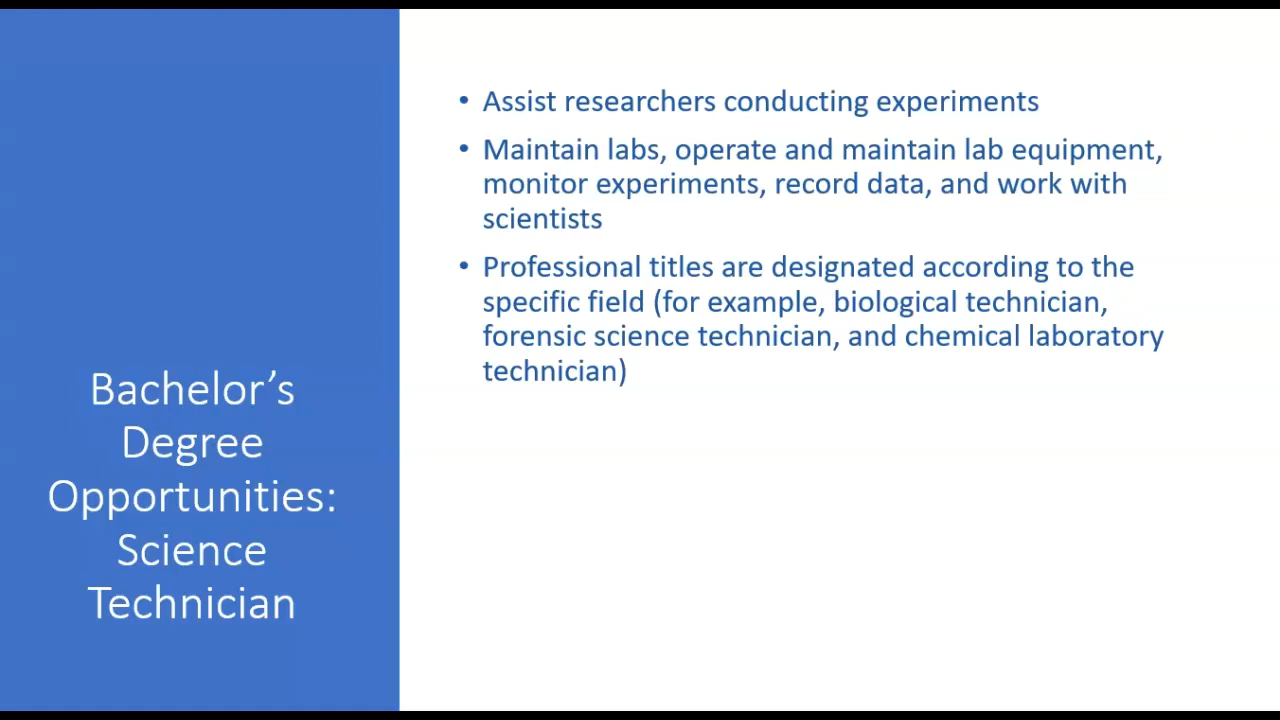 Bachelor’s
Degree
Opportunities:
Science
Technician
• Assist researchers conducting experiments
• Maintain labs, operate and maintain lab equipment,
monitor experiments, record data, and work with
scientists
• Professional titles are designated according to the
specific field (for example, biological technician,
forensic science technician, and chemical laboratory
technician)